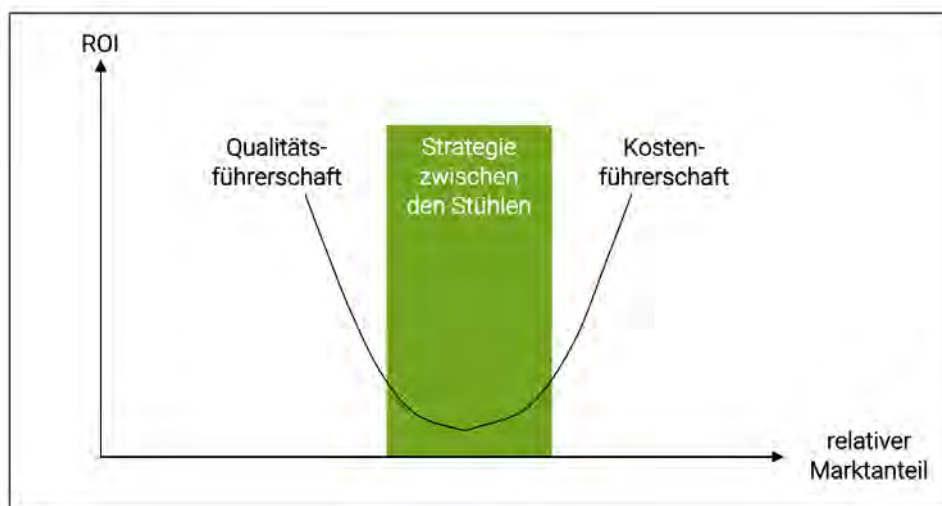 ROI
Qualitäts-
führerschaft
Strategie
zwischen
den Stühlen
Kosten-
führerschaft
relativer
Marktanteil